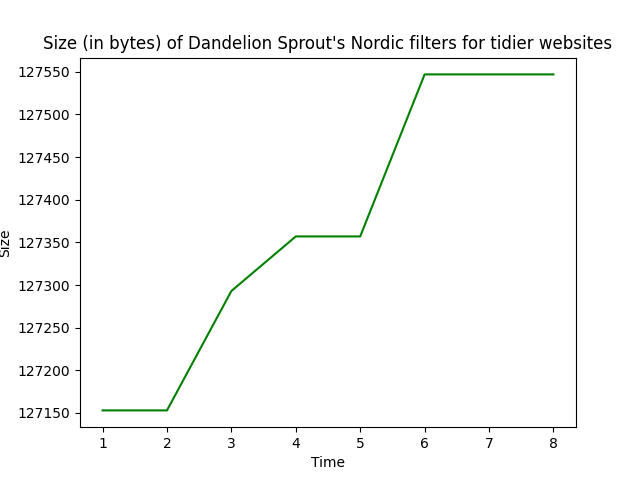 Size (in bytes) of Dandelion Sprout's Nordic filters for tidier websites
127550
127500
127450
127400
127350
127300
127250
127200
127150
Size
1 2 3 4 5 6 7 8
Time